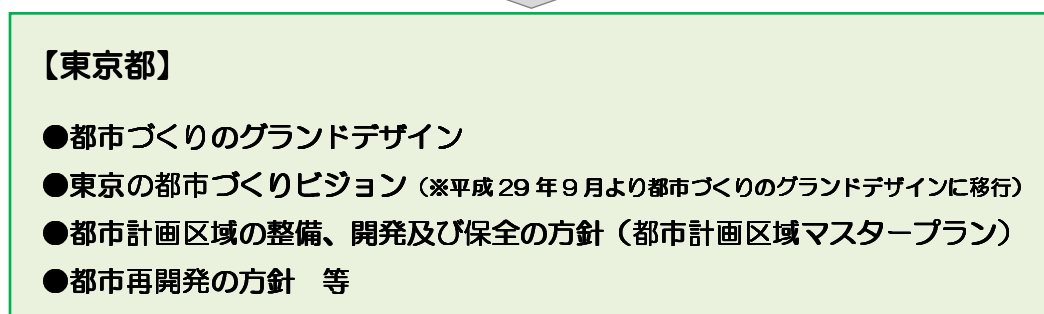 【東京都】
●都市づくりのグランドデザイン
●東京の都市づくりビジョン（※平成 29 年 9 月より都市づくりのグランドデザインに移行）
●都市計画区域の整備、開発及び保全の方針（都市計画区域マスタープラン）
●都市再開発の方針　等